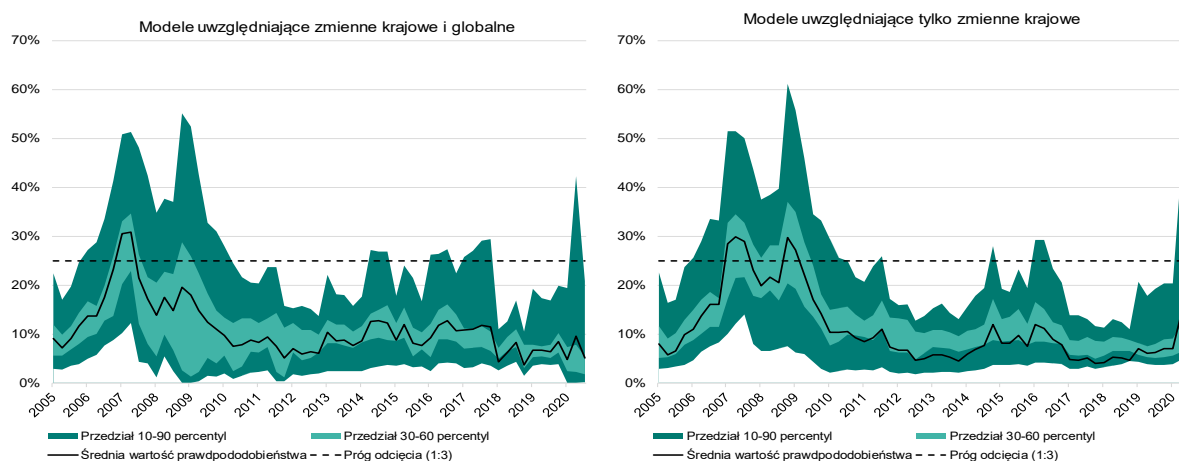 Modele uwzględniające zmienne krajowe i globalne
70%
60%
50%
40%
30%
20%
10%
0%
2005 2006 2007 2008 2009 2010 2011 2012 2013 2014 2015 2016 2017 2018 2019 2020
Przedział 10-90 percentyl Przedział 30-60 percentyl
Średnia wartość prawdpododobieństwa Próg odcięcia (1:3)
Modele uwzględniające tylko zmienne krajowe
70%
60%
50%
40%
30%
20%
10%
0%
2005 2006 2007 2008 2009 2010 2011 2012 2013 2014 2015 2016 2017 2018 2019 2020
Przedział 10-90 percentyl Przedział 30-60 percentyl
Średnia wartość prawdpododobieństwa Próg odcięcia (1:3)